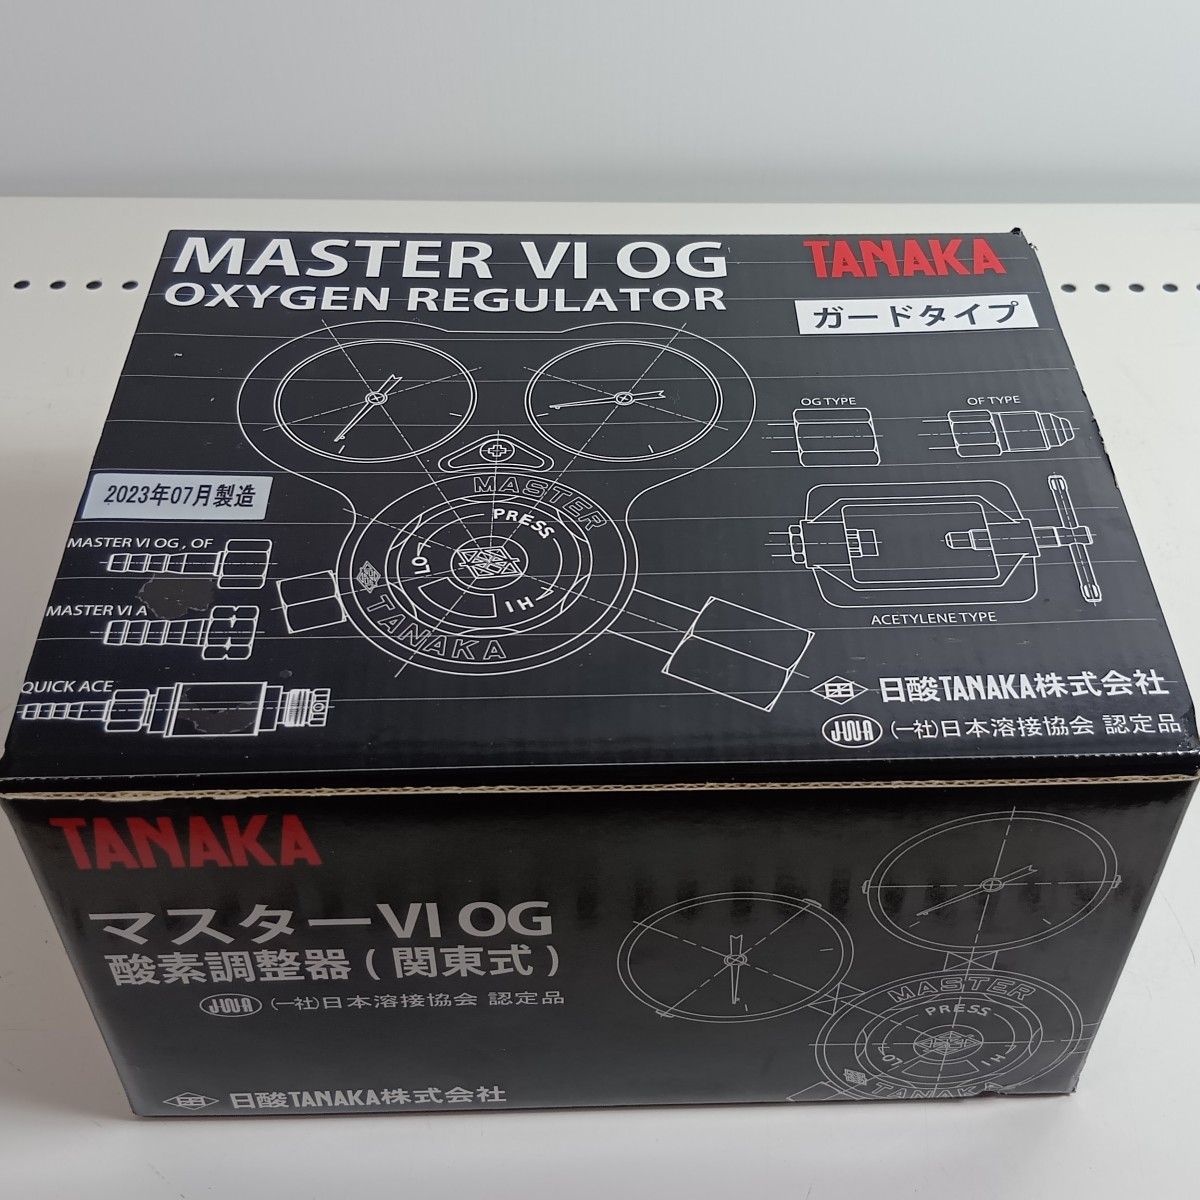 MASTER VI OG
OXYGEN REGULATOR
TANAKA
ガードタイプ
OG TYPE
OF TYPE
2023年07月製造
MASTER
PRESS
LO
HI
TANAKA
MASTER VI OG , OF
MASTER VI A
QUICK ACE
ACETYLENE TYPE
日酸TANAKA株式会社
JWA (一社)日本溶接協会 認定品
TANAKA
マスターVI OG
酸素調整器 ( 関東式 )
JWA (一社)日本溶接協会 認定品
日酸TANAKA株式会社
MASTER
PRESS
LO
HI
TANAKA